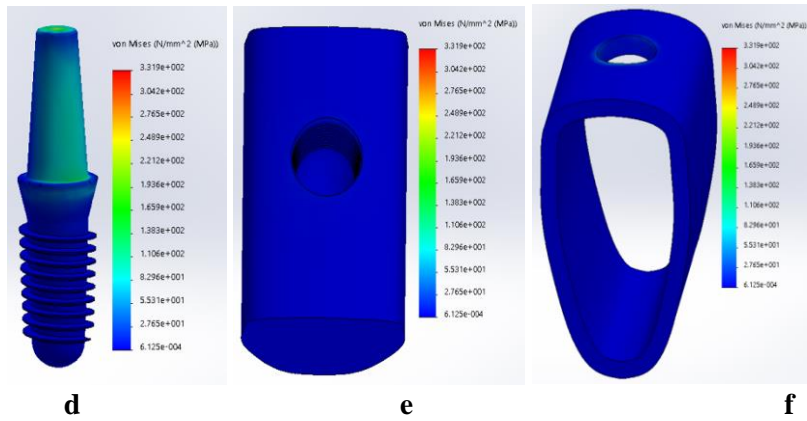 von Mises (N/mm^2 (MPa))
3.319e+002
3.042e+002
2.765e+002
2.489e+002
2.212e+002
1.936e+002
1.659e+002
1.383e+002
1.106e+002
8.296e+001
5.531e+001
2.765e+001
6.125e-004
von Mises (N/mm^2 (MPa))
3.319e+002
3.042e+002
2.765e+002
2.489e+002
2.212e+002
1.936e+002
1.659e+002
1.383e+002
1.106e+002
8.296e+001
5.531e+001
2.765e+001
6.125e-004
von Mises (N/mm^2 (MPa))
3.319e+002
3.042e+002
2.765e+002
2.489e+002
2.212e+002
1.936e+002
1.659e+002
1.383e+002
1.106e+002
8.296e+001
5.531e+001
2.765e+001
6.125e-004
d e f